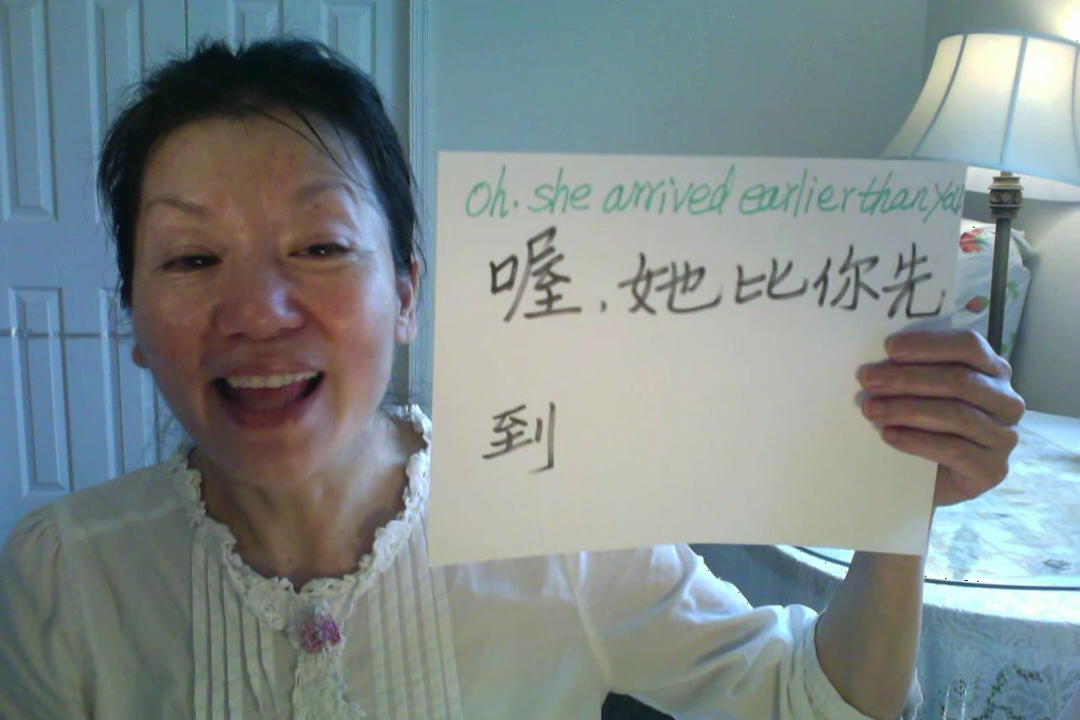 oh. she arrived earlier than you
喔,她比你先
到